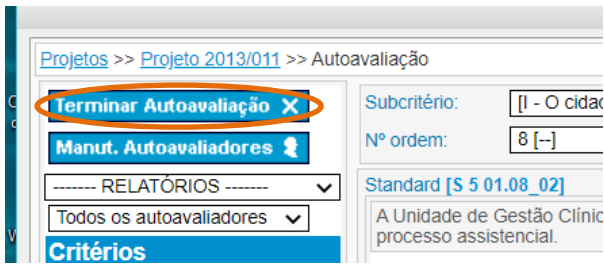 Projetos >> Projeto 2013/011 >> Autoavaliação
Terminar Autoavaliação X
Manut. Autoavaliadores
------- RELATÓRIOS -------
Todos os autoavaliadores
Critérios
Subcritério: [I - O cidad
Nº ordem: 8 [--]
Standard [S 5 01.08_02]
A Unidade de Gestão Clínic
processo assistencial.